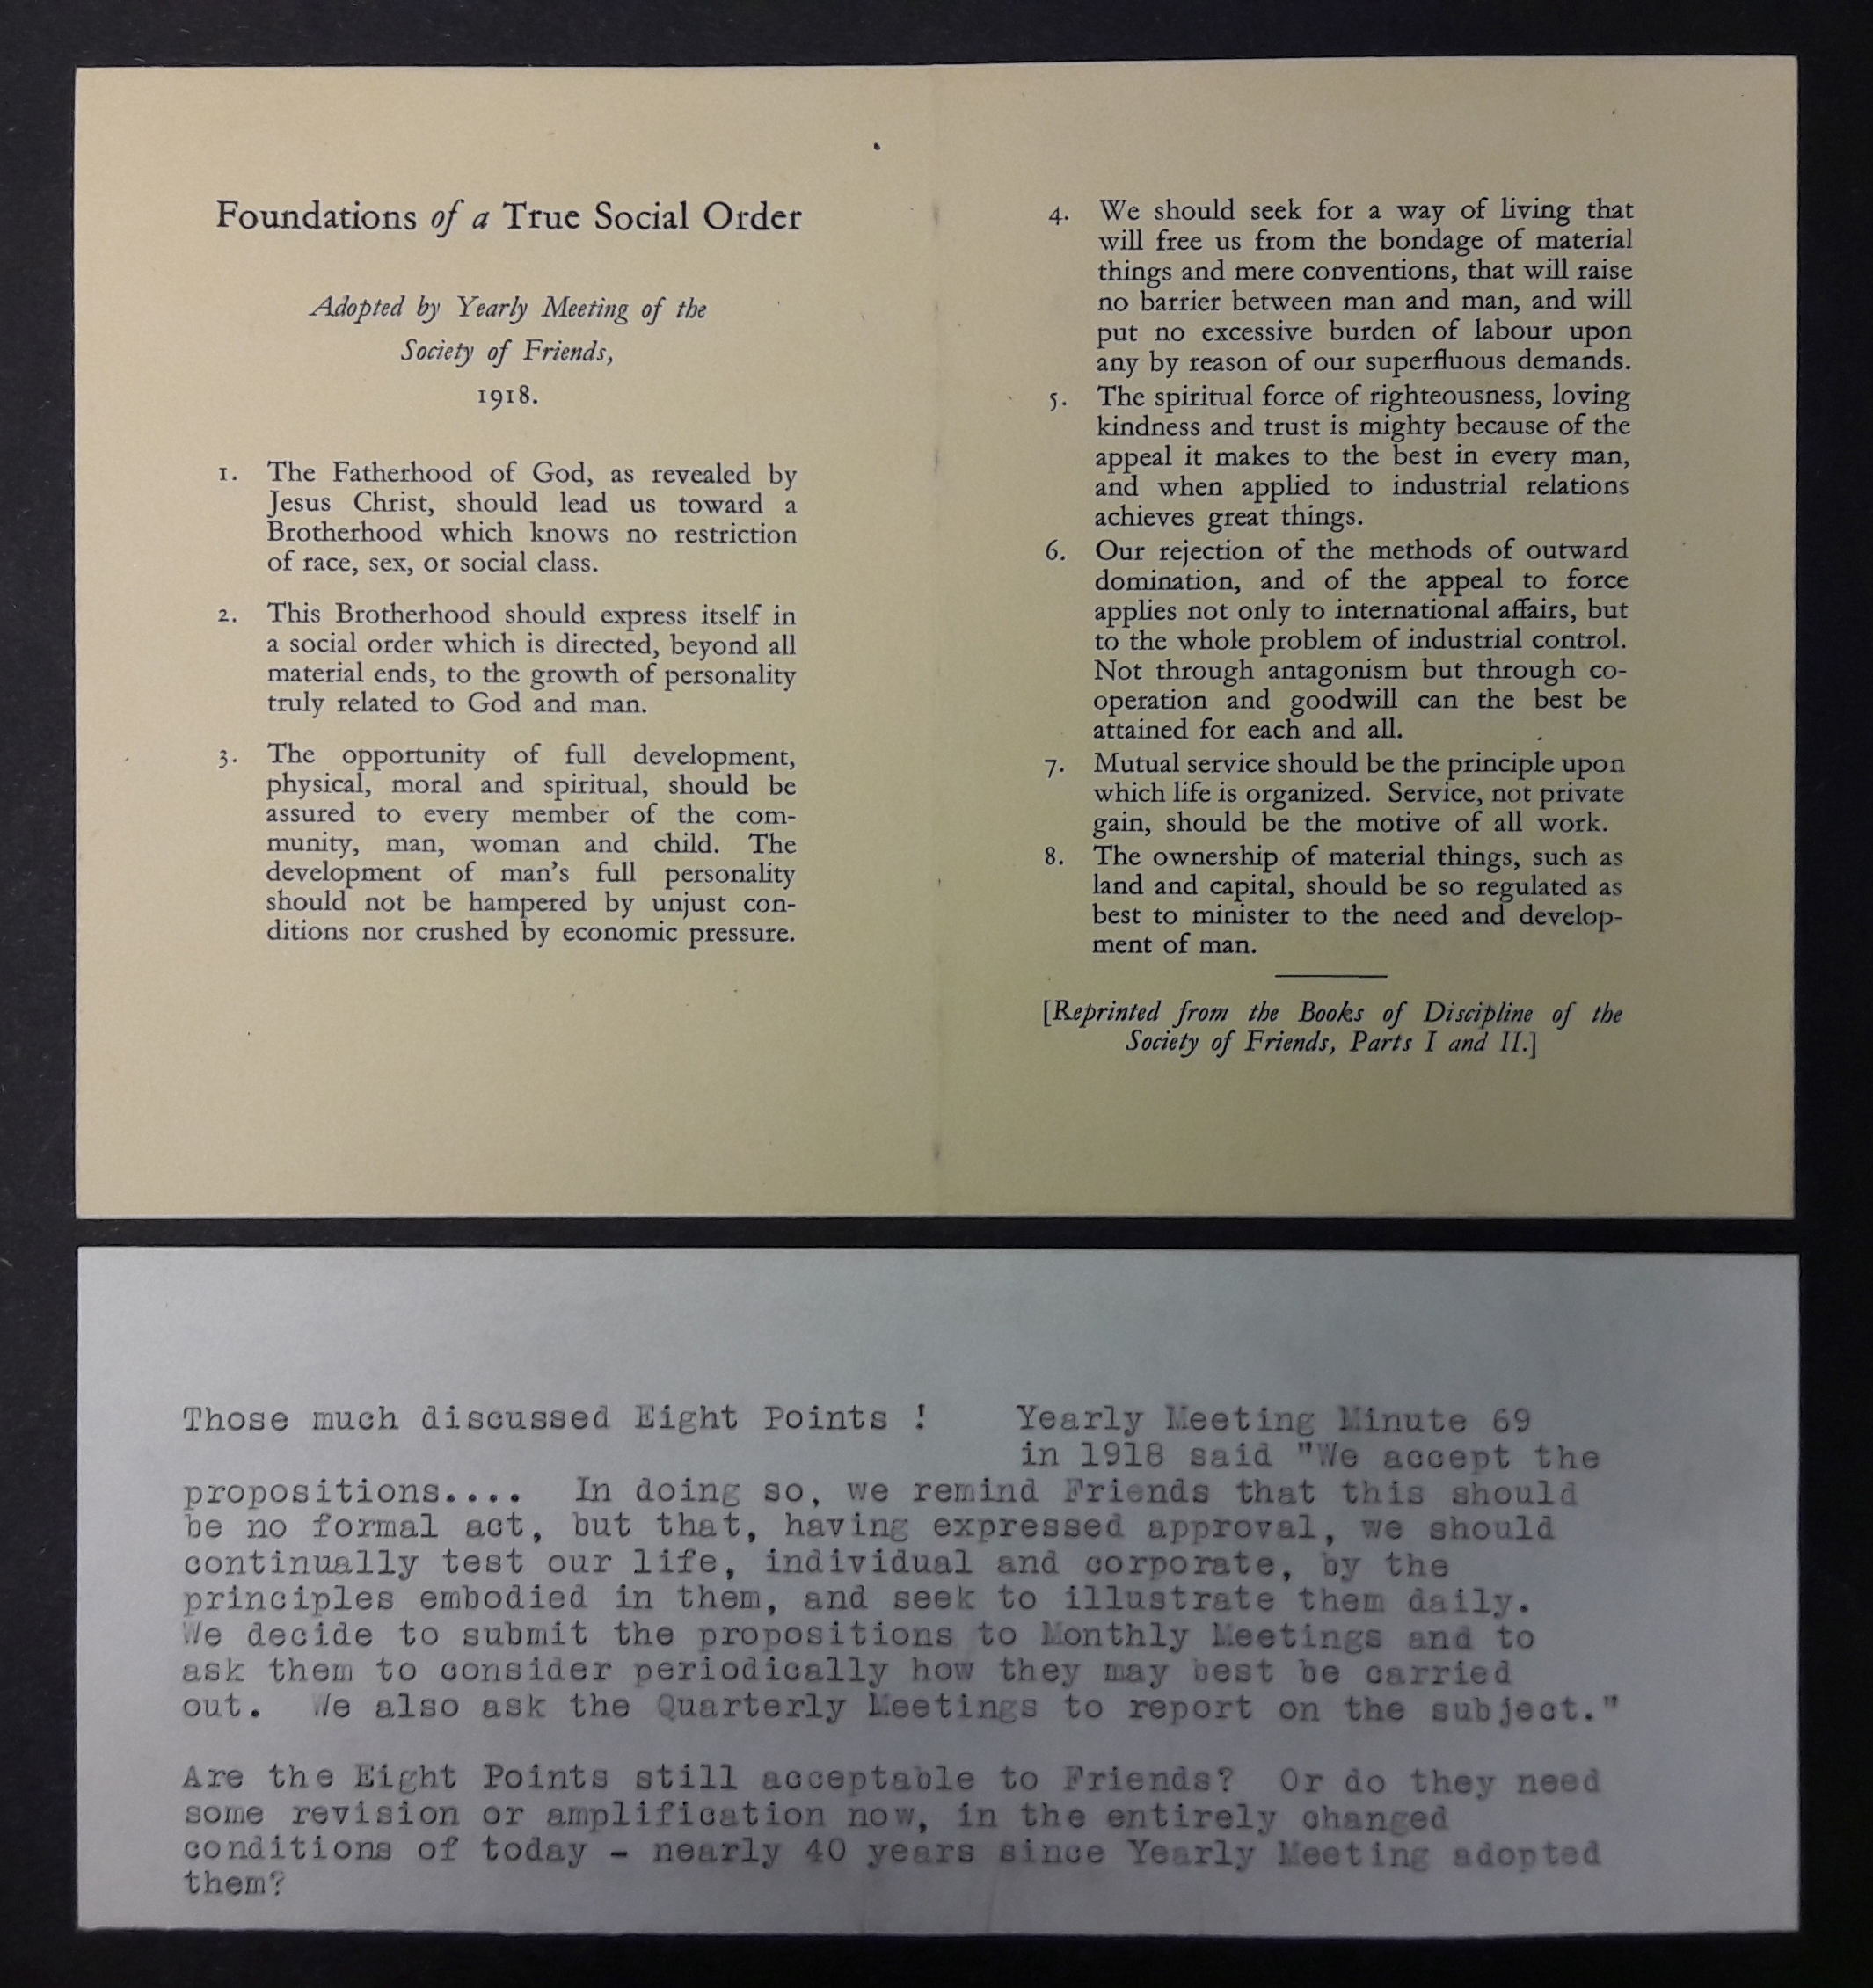 Foundations of a True Social Order
Adopted by Yearly Meeting of the
Society of Friends,
1918.
1. The Fatherhood of God, as revealed by
Jesus Christ, should lead us toward a
Brotherhood which knows no restriction
of race, sex, or social class.
2. This Brotherhood should express itself in
a social order which is directed, beyond all
material ends, to the growth of personality
truly related to God and man.
3. The opportunity of full development,
physical, moral and spiritual, should be
assured to every member of the com-
munity, man, woman and child. The
development of man's full personality
should not be hampered by unjust con-
ditions nor crushed by economic pressure.
4. We should seek for a way of living that
will free us from the bondage of material
things and mere conventions, that will raise
no barrier between man and man, and will
put no excessive burden of labour upon
any by reason of our superfluous demands.
5. The spiritual force of righteousness, loving
kindness and trust is mighty because of the
appeal it makes to the best in every man,
and when applied to industrial relations
achieves great things.
6. Our rejection of the methods of outward
domination, and of the appeal to force
applies not only to international affairs, but
to the whole problem of industrial control.
Not through antagonism but through co-
operation and goodwill can the best be
attained for each and all.
7. Mutual service should be the principle upon
which life is organized. Service, not private
gain, should be the motive of all work.
8. The ownership of material things, such as
land and capital, should be so regulated as
best to minister to the need and develop-
ment of man.
[Reprinted from the Books of Discipline of the
Society of Friends, Parts I and II.]
Those much discussed Eight Points ! Yearly Meeting Minute 69
in 1918 said "We accept the
propositions.... In doing so, we remind Friends that this should
be no formal act, but that, having expressed approval, we should
continually test our life, individual and corporate, by the
principles embodied in them, and seek to illustrate them daily.
We decide to submit the propositions to Monthly Meetings and to
ask them to consider periodically how they may best be carried
out. We also ask the Quarterly Meetings to report on the subject."
Are the Eight Points still acceptable to Friends? Or do they need
some revision or amplification now, in the entirely changed
conditions of today - nearly 40 years since Yearly Meeting adopted
them?